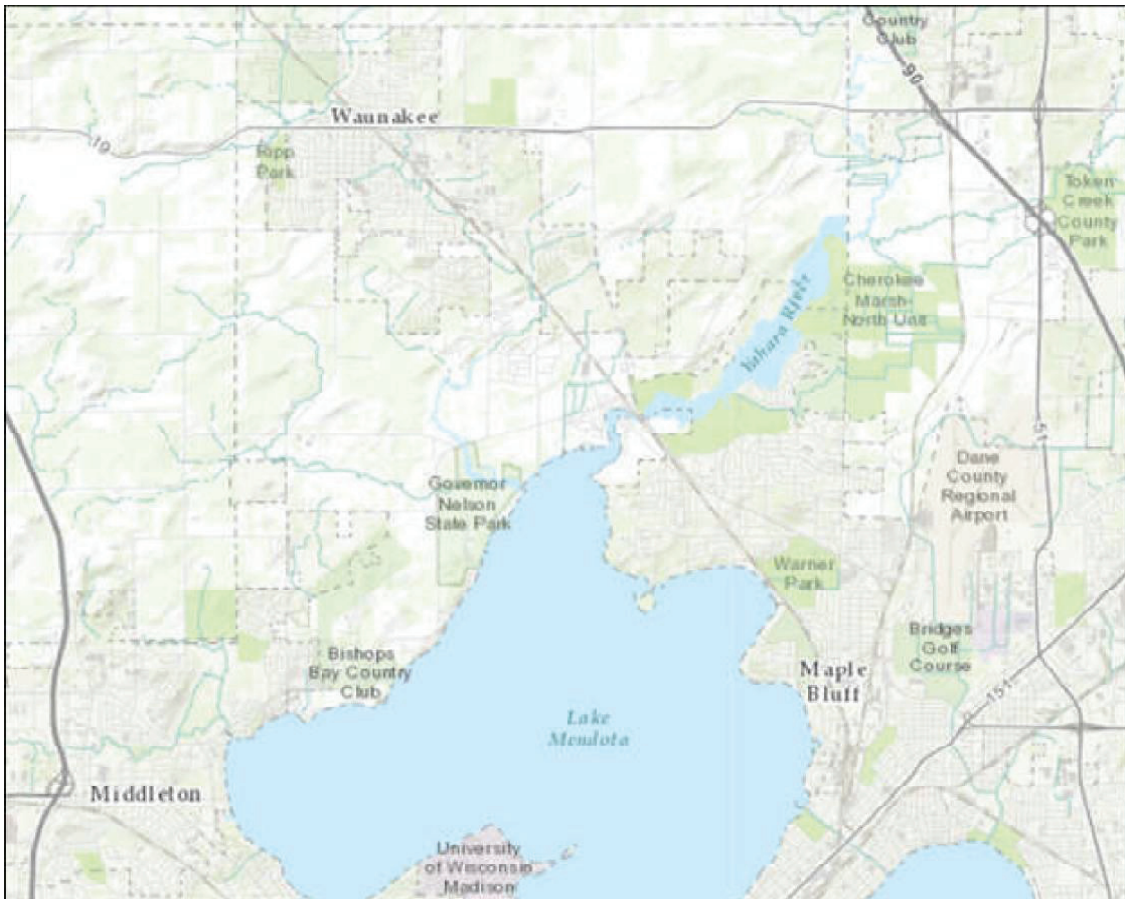 Country
Club
90
Waunakee
19
Ripp
Park
Token
Creek
County
Park
Cherokee
Marsh-
North Unit
Yahara River
51
Dane
County
Regional
Airport
Governor
Nelson
State Park
Warner
Park
Bridges
Golf
Course
Bishops
Bay Country
Club
Maple
Bluff
151
Lake
Mendota
Middleton
University
of Wisconsin
Madison